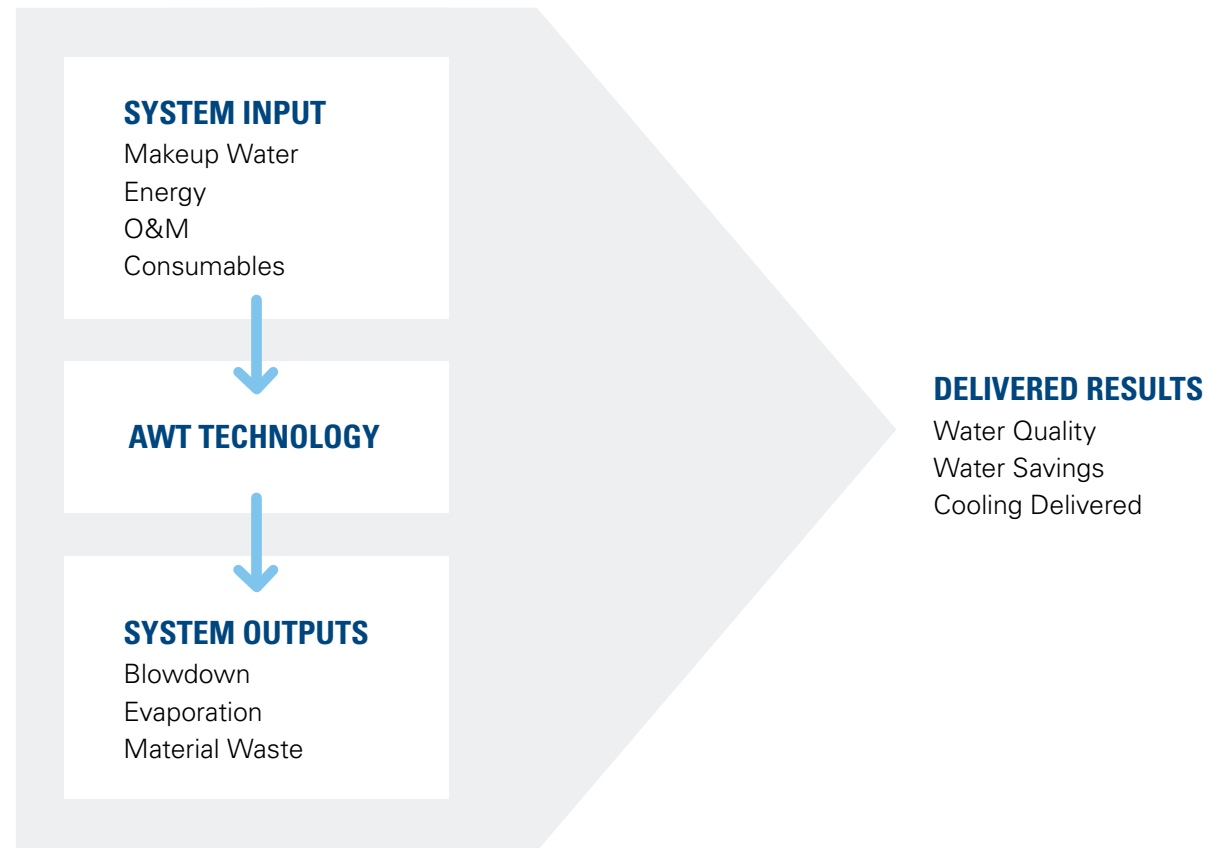 SYSTEM INPUT
Makeup Water
Energy
O&M
Consumables
AWT TECHNOLOGY
SYSTEM OUTPUTS
Blowdown
Evaporation
Material Waste
DELIVERED RESULTS
Water Quality
Water Savings
Cooling Delivered